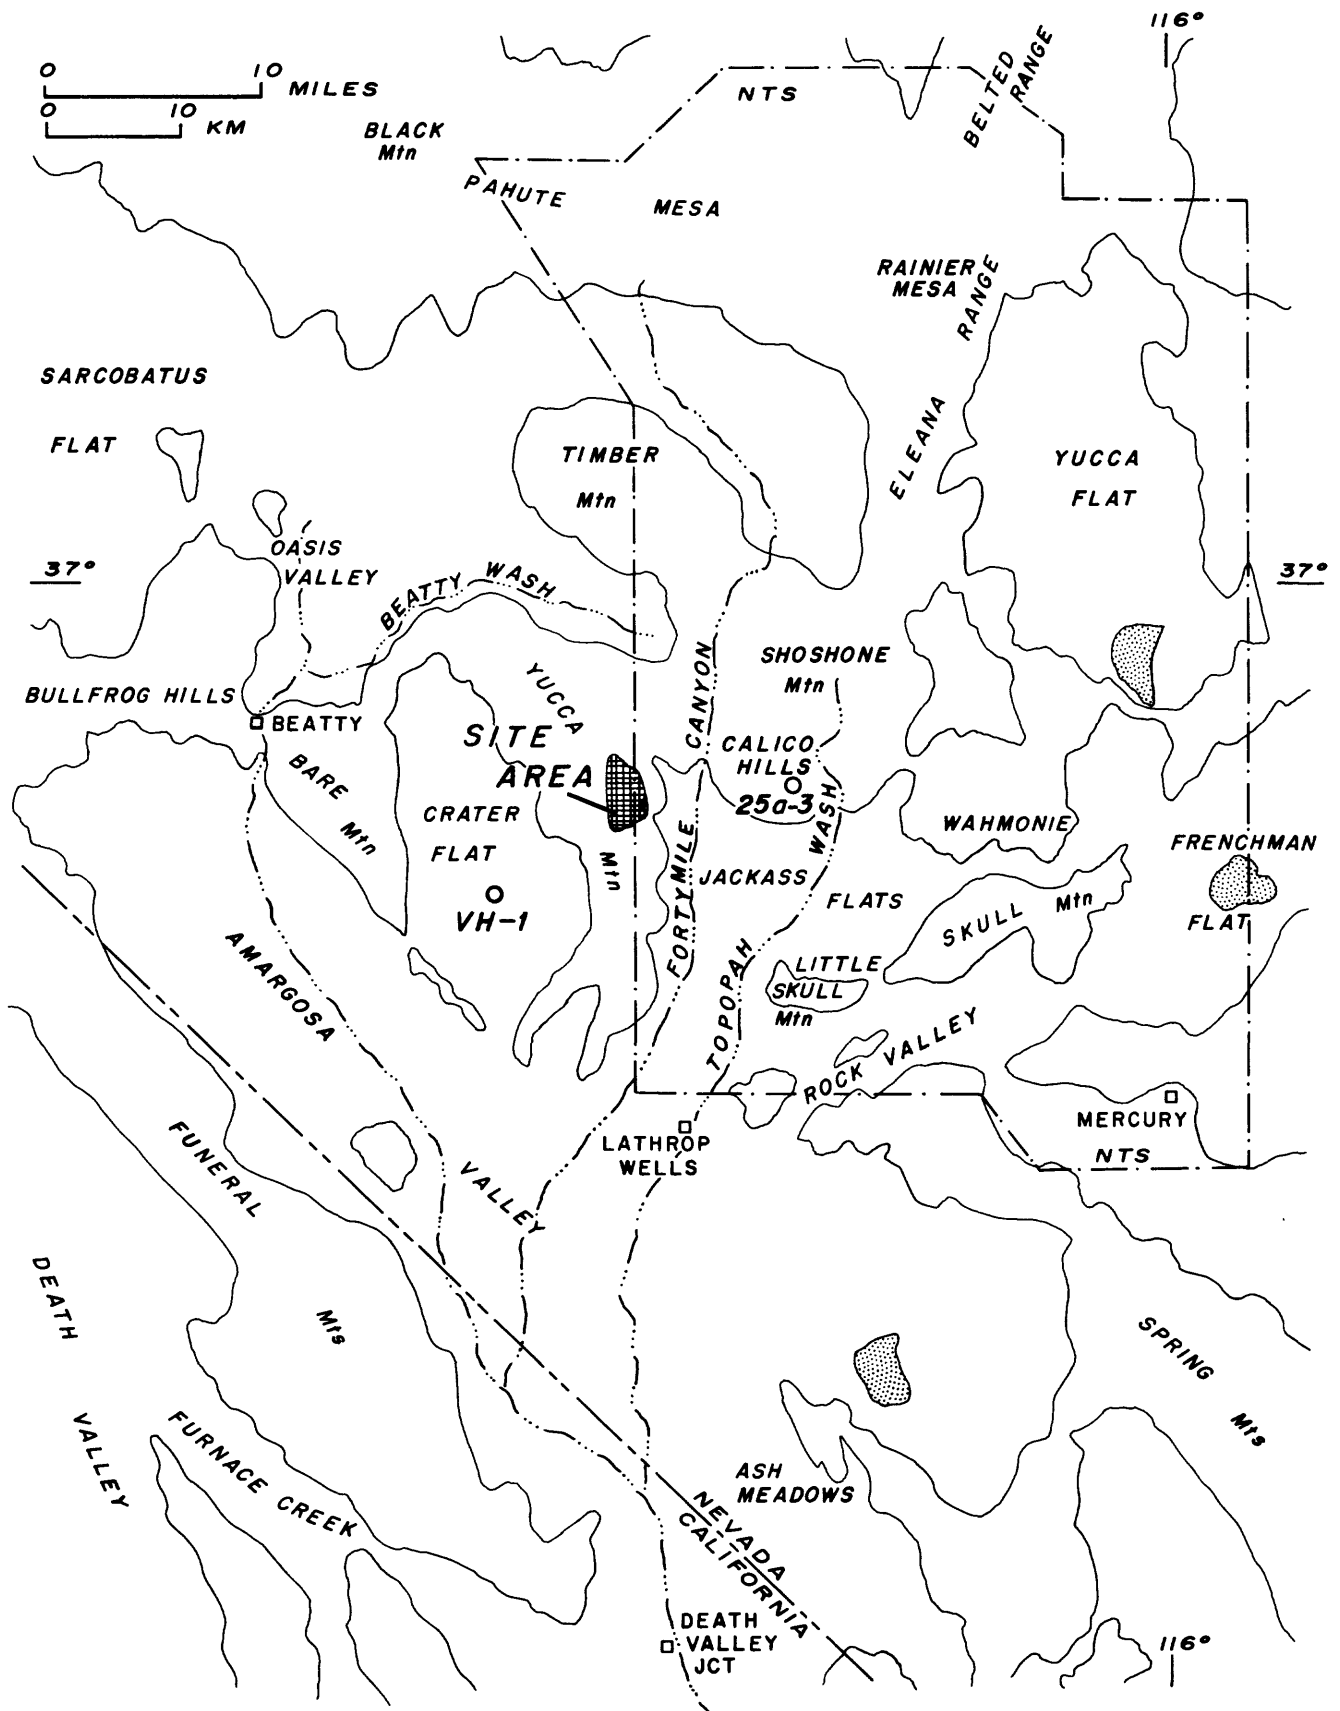 116°
0 10 MILES
0 10 KM
NTS
BELTED
RANGE
BLACK
Mtn
PAHUTE MESA
RAINIER
MESA
ELEANA RANGE
SARCOBATUS
FLAT
TIMBER
Mtn
YUCCA
FLAT
37°
37°
OASIS
VALLEY
BEATTY WASH
BULLFROG HILLS
BEATTY
YUCCA Mtn
SITE
AREA
FORTYMILE CANYON
SHOSHONE
Mtn
CALICO
HILLS
25a-3
TOPOPAH WASH
BARE Mtn
CRATER
FLAT
VH-1
WAHMONIE
FRENCHMAN
FLAT
JACKASS FLATS
SKULL Mtn
LITTLE
SKULL
Mtn
ROCK VALLEY
AMARGOSA VALLEY
MERCURY
NTS
LATHROP
WELLS
FUNERAL Mts
DEATH VALLEY
FURNACE CREEK
SPRING Mts
ASH
MEADOWS
NEVADA
CALIFORNIA
DEATH
VALLEY
JCT
116°